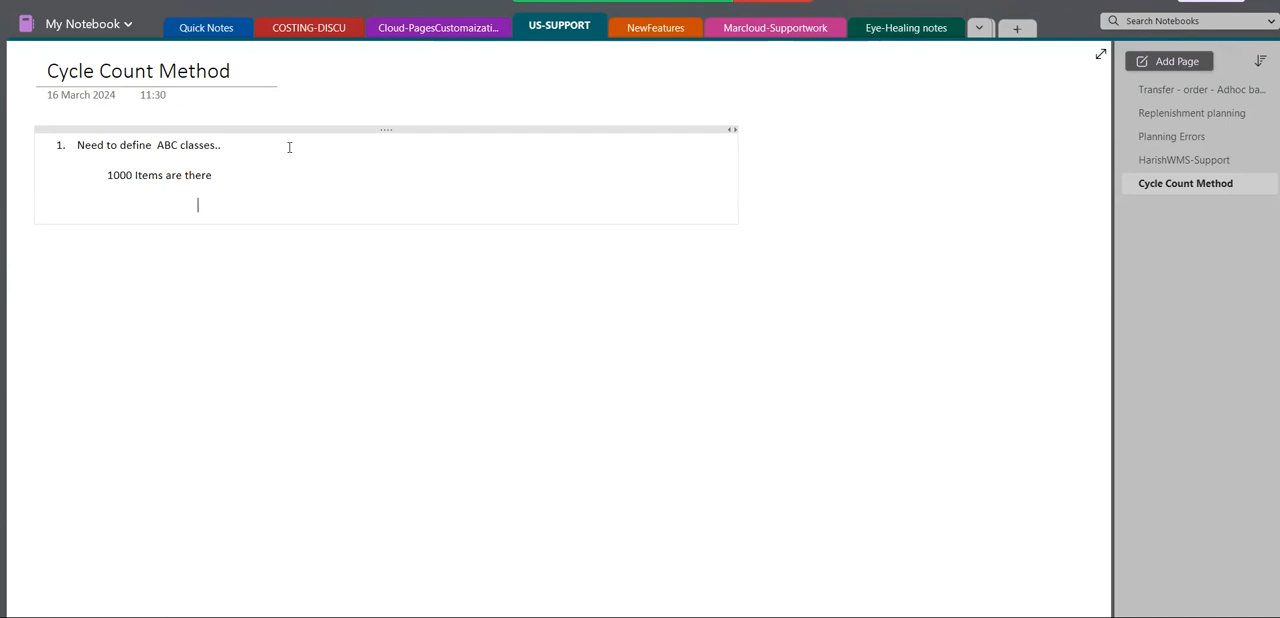 My Notebook
Quick Notes
COSTING-DISCU
Cloud-PagesCustomaizati...
US-SUPPORT
NewFeatures
Marcloud-Supportwork
Eye-Healing notes
Search Notebooks
Cycle Count Method
16 March 2024 11:30
1. Need to define ABC classes..
1000 Items are there
Add Page
Transfer - order - Adhoc ba...
Replenishment planning
Planning Errors
HarishWMS-Support
Cycle Count Method